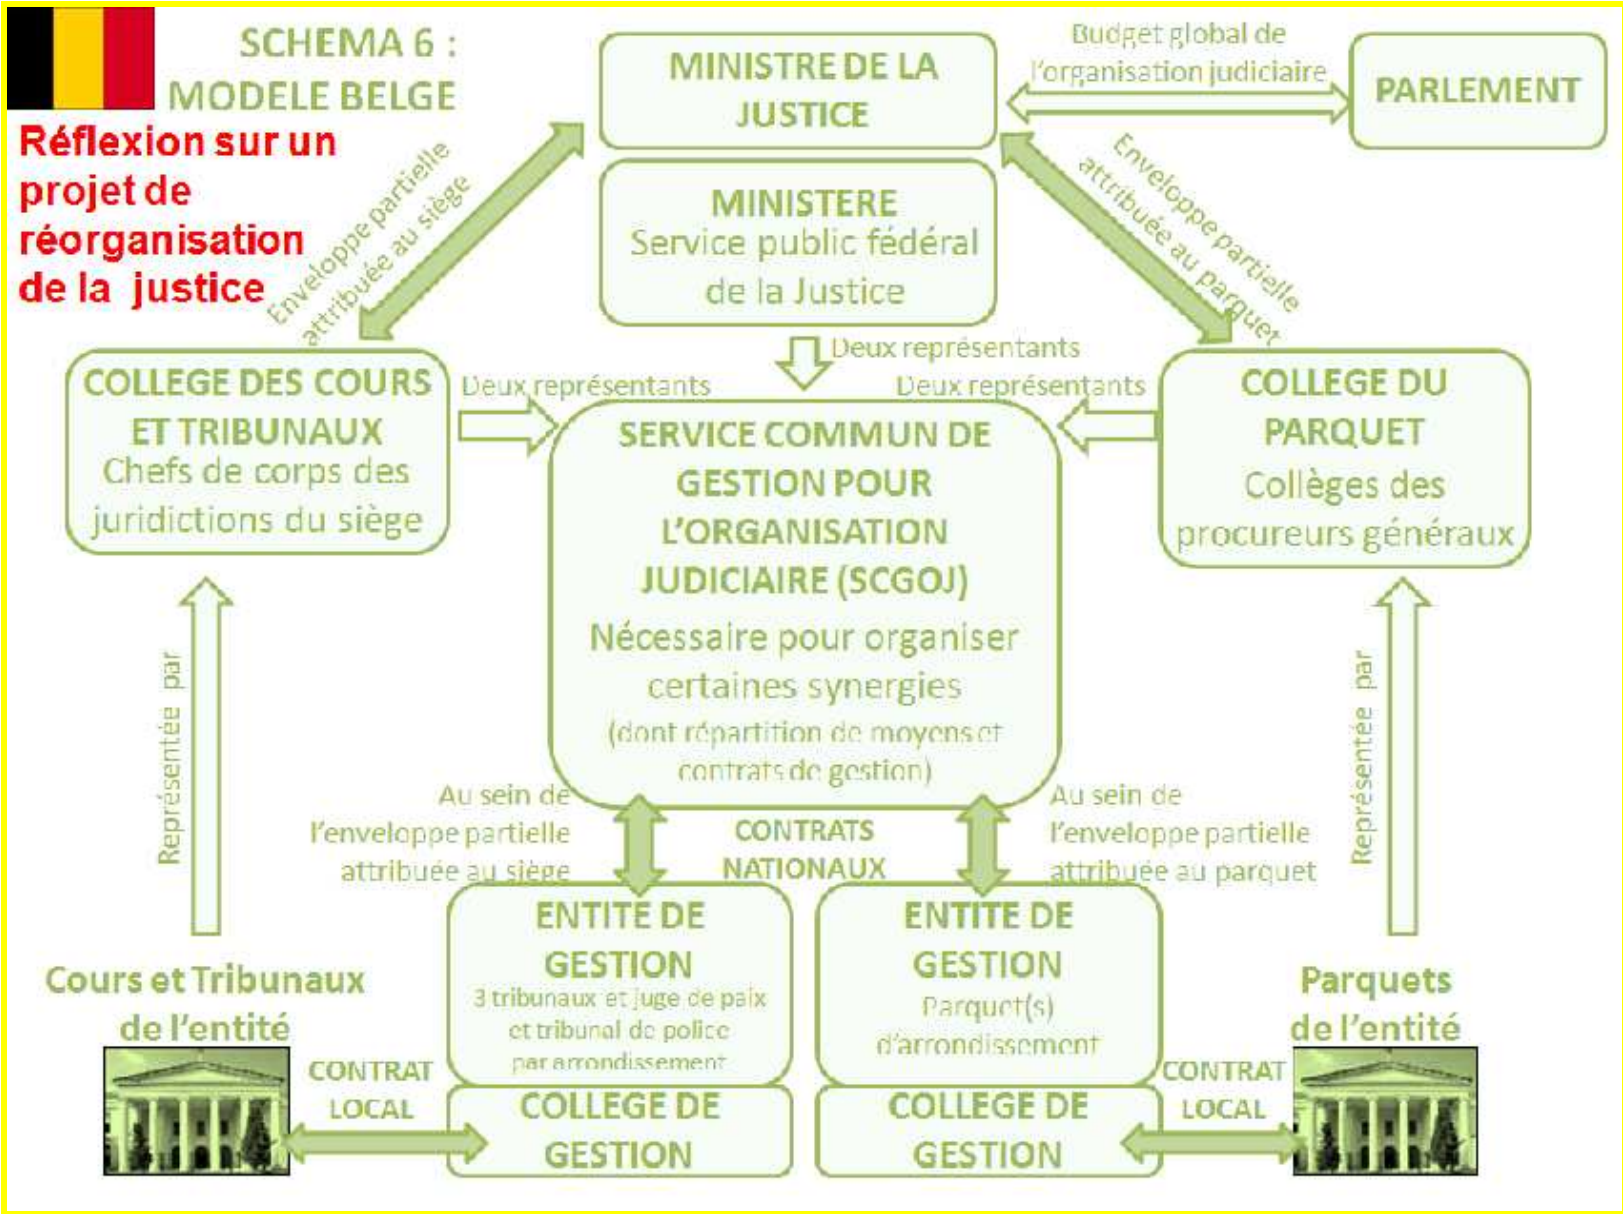 SCHEMA 6 :
MODELE BELGE
Réflexion sur un
projet de
réorganisation
de la justice
MINISTRE DE LA
JUSTICE
Budget global de
l'organisation judiciaire
PARLEMENT
Enveloppe partielle
attribuée au siège
MINISTERE
Service public fédéral
de la Justice
Enveloppe partielle
attribuée au parquet
Deux représentants
COLLEGE DES COURS
ET TRIBUNAUX
Chefs de corps des
juridictions du siège
Deux représentants
Deux représentants
COLLEGE DU
PARQUET
Collèges des
procureurs généraux
SERVICE COMMUN DE
GESTION POUR
L'ORGANISATION
JUDICIAIRE (SCGOJ)
Nécessaire pour organiser
certaines synergies
(dont répartition de moyens et
contrats de gestion)
Représentée par
Représentée par
Au sein de
l'enveloppe partielle
attribuée au siège
CONTRATS
NATIONAUX
Au sein de
l'enveloppe partielle
attribuée au parquet
ENTITE DE
GESTION
3 tribunaux et juge de paix
et tribunal de police
par arrondissement
COLLEGE DE
GESTION
ENTITE DE
GESTION
Parquet(s)
d'arrondissement
COLLEGE DE
GESTION
Cours et Tribunaux
de l'entité
CONTRAT
LOCAL
CONTRAT
LOCAL
Parquets
de l'entité